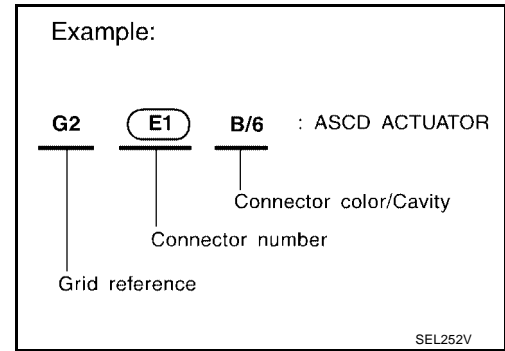 Example:
G2 E1 B/6 : ASCD ACTUATOR
Connector color/Cavity
Connector number
Grid reference
SEL252V